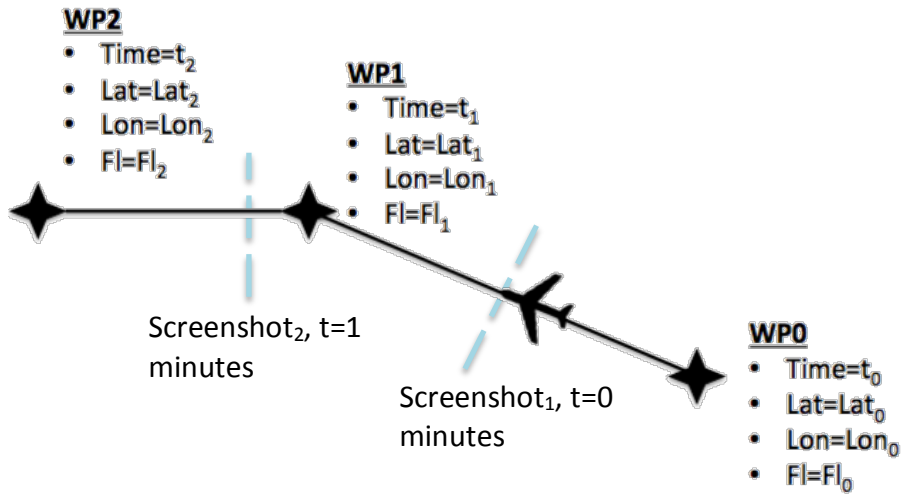 WP2
• Time=t₂
• Lat=Lat₂
• Lon=Lon₂
• Fl=Fl₂
WP1
• Time=t₁
• Lat=Lat₁
• Lon=Lon₁
• Fl=Fl₁
Screenshot₂, t=1
minutes
Screenshot₁, t=0
minutes
WP0
• Time=t₀
• Lat=Lat₀
• Lon=Lon₀
• Fl=Fl₀